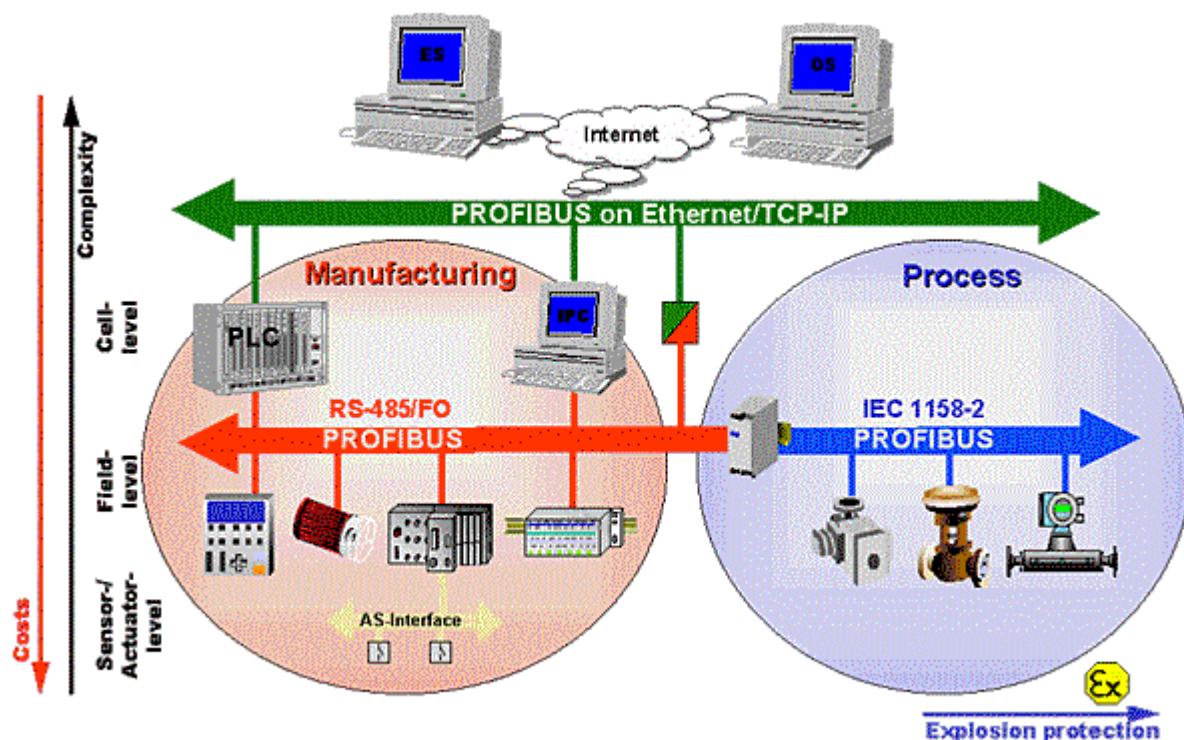 ES
OS
Internet
PROFIBUS on Ethernet/TCP-IP
Complexity
Manufacturing
Process
Cell-
level
PLC
IPC
RS-485/FO
IEC 1158-2
PROFIBUS
PROFIBUS
Field-
level
Sensor-/
Actuator-
level
AS-Interface
Costs
Ex
Explosion protection